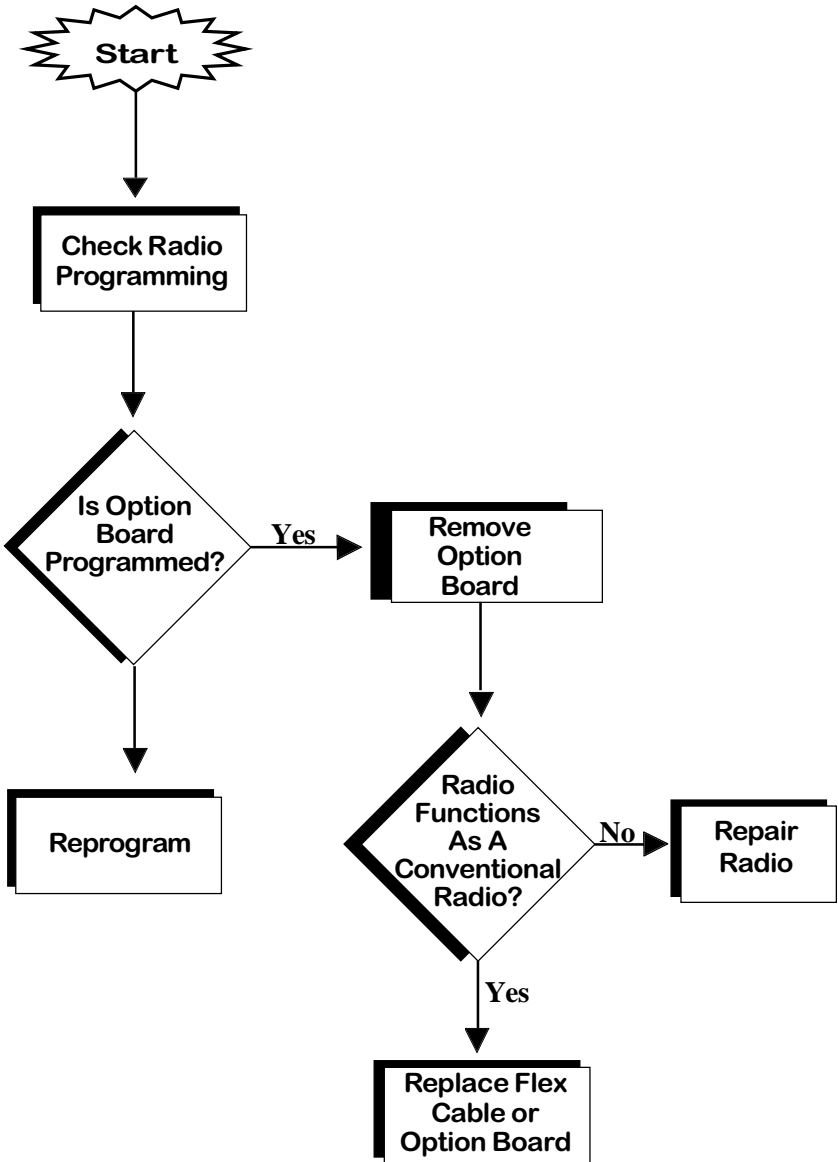 Start
Check Radio
Programming
Is Option
Board
Programmed?
Yes
Remove
Option
Board
Reprogram
Radio
Functions
As A
Conventional
Radio?
No
Repair
Radio
Yes
Replace Flex
Cable or
Option Board